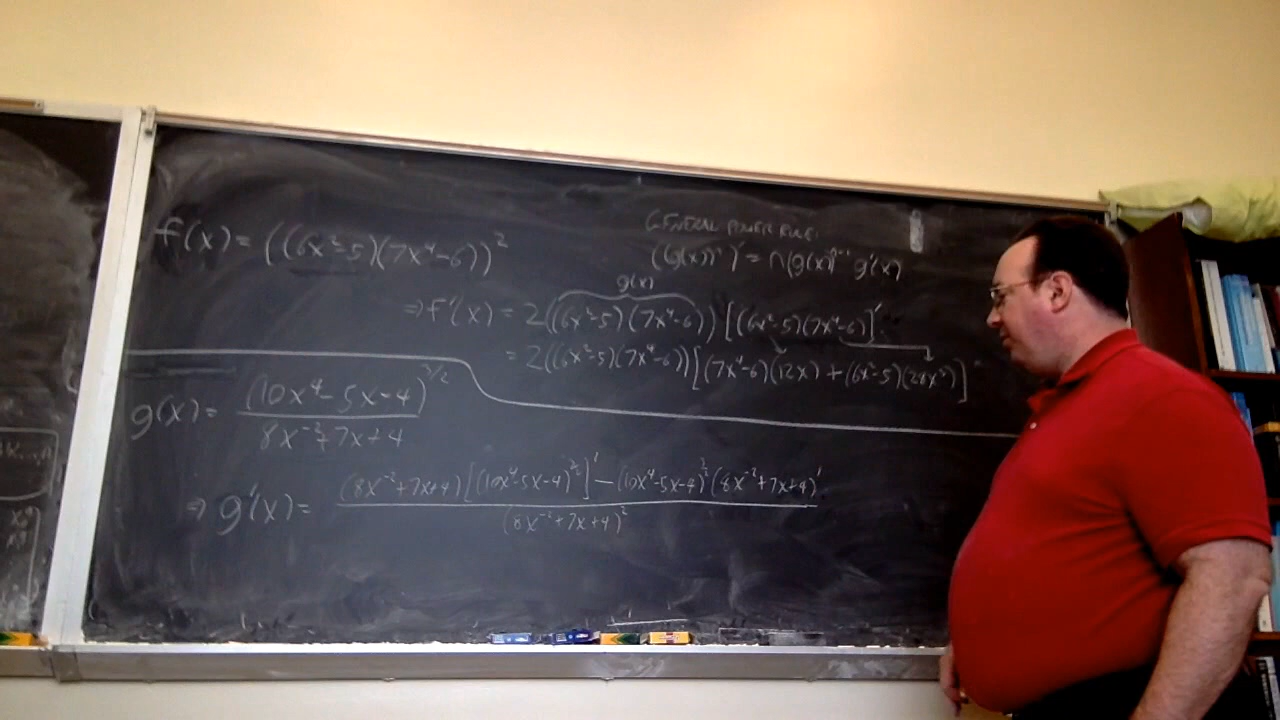 GENERAL POWER RULE:
((g(x))ⁿ)' = n(g(x))ⁿ⁻¹ g'(x)
f(x) = ((6x²-5)(7x⁴-6))²
g(x)
⇒ f'(x) = 2((6x²-5)(7x⁴-6)) [(6x²-5)(7x⁴-6)]'
= 2((6x²-5)(7x⁴-6)) [(7x⁴-6)(12x) + (6x²-5)(28x³)]
g(x) = (10x⁴-5x-4)^(3/2)
8x⁻²+7x+4
⇒ g'(x) = (8x⁻²+7x+4)[(10x⁴-5x-4)^(3/2)]' - (10x⁴-5x-4)^(3/2) (8x⁻²+7x+4)'
(8x⁻²+7x+4)²